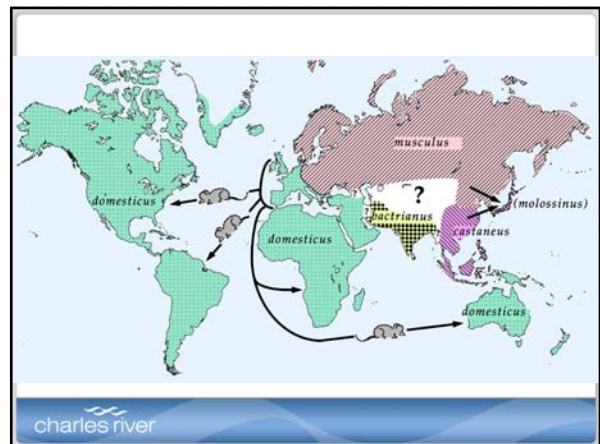 musculus
domesticus
?
(molossinus)
bactrianus
castaneus
domesticus
domesticus
charles river